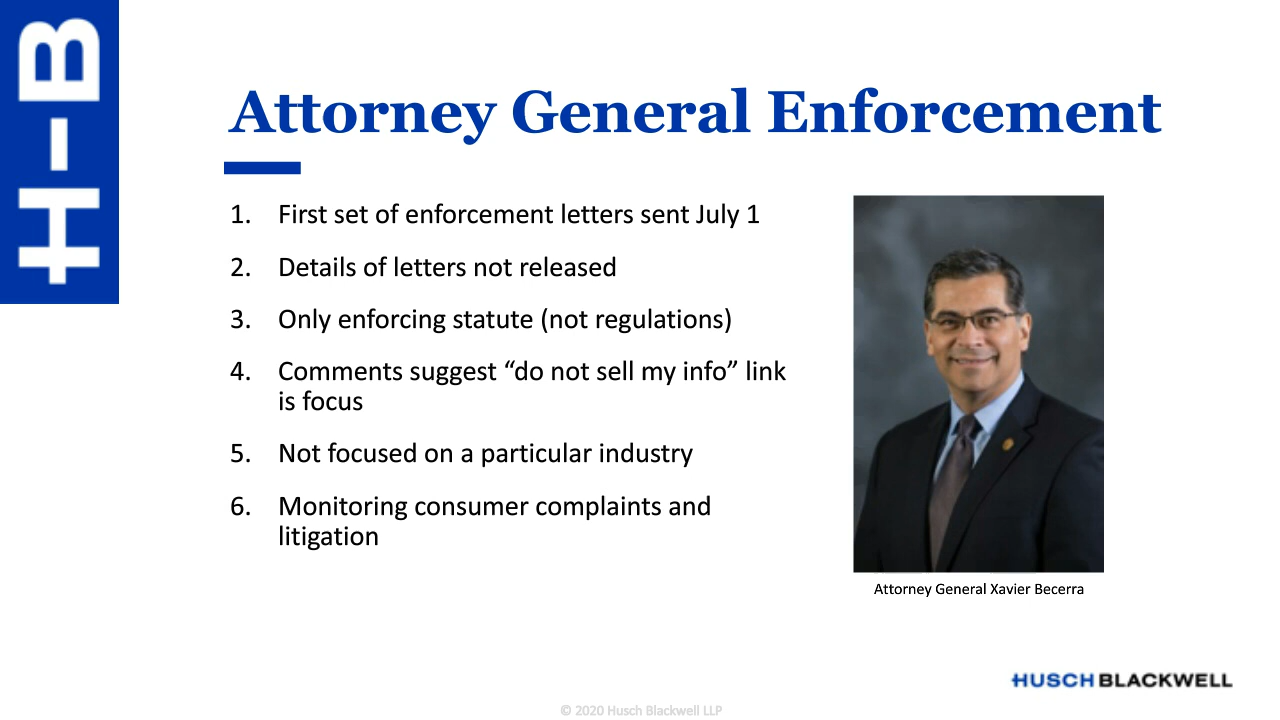 H-B
Attorney General Enforcement
1. First set of enforcement letters sent July 1
2. Details of letters not released
3. Only enforcing statute (not regulations)
4. Comments suggest “do not sell my info” link
is focus
5. Not focused on a particular industry
6. Monitoring consumer complaints and
litigation
Attorney General Xavier Becerra
HUSCH BLACKWELL
© 2020 Husch Blackwell LLP